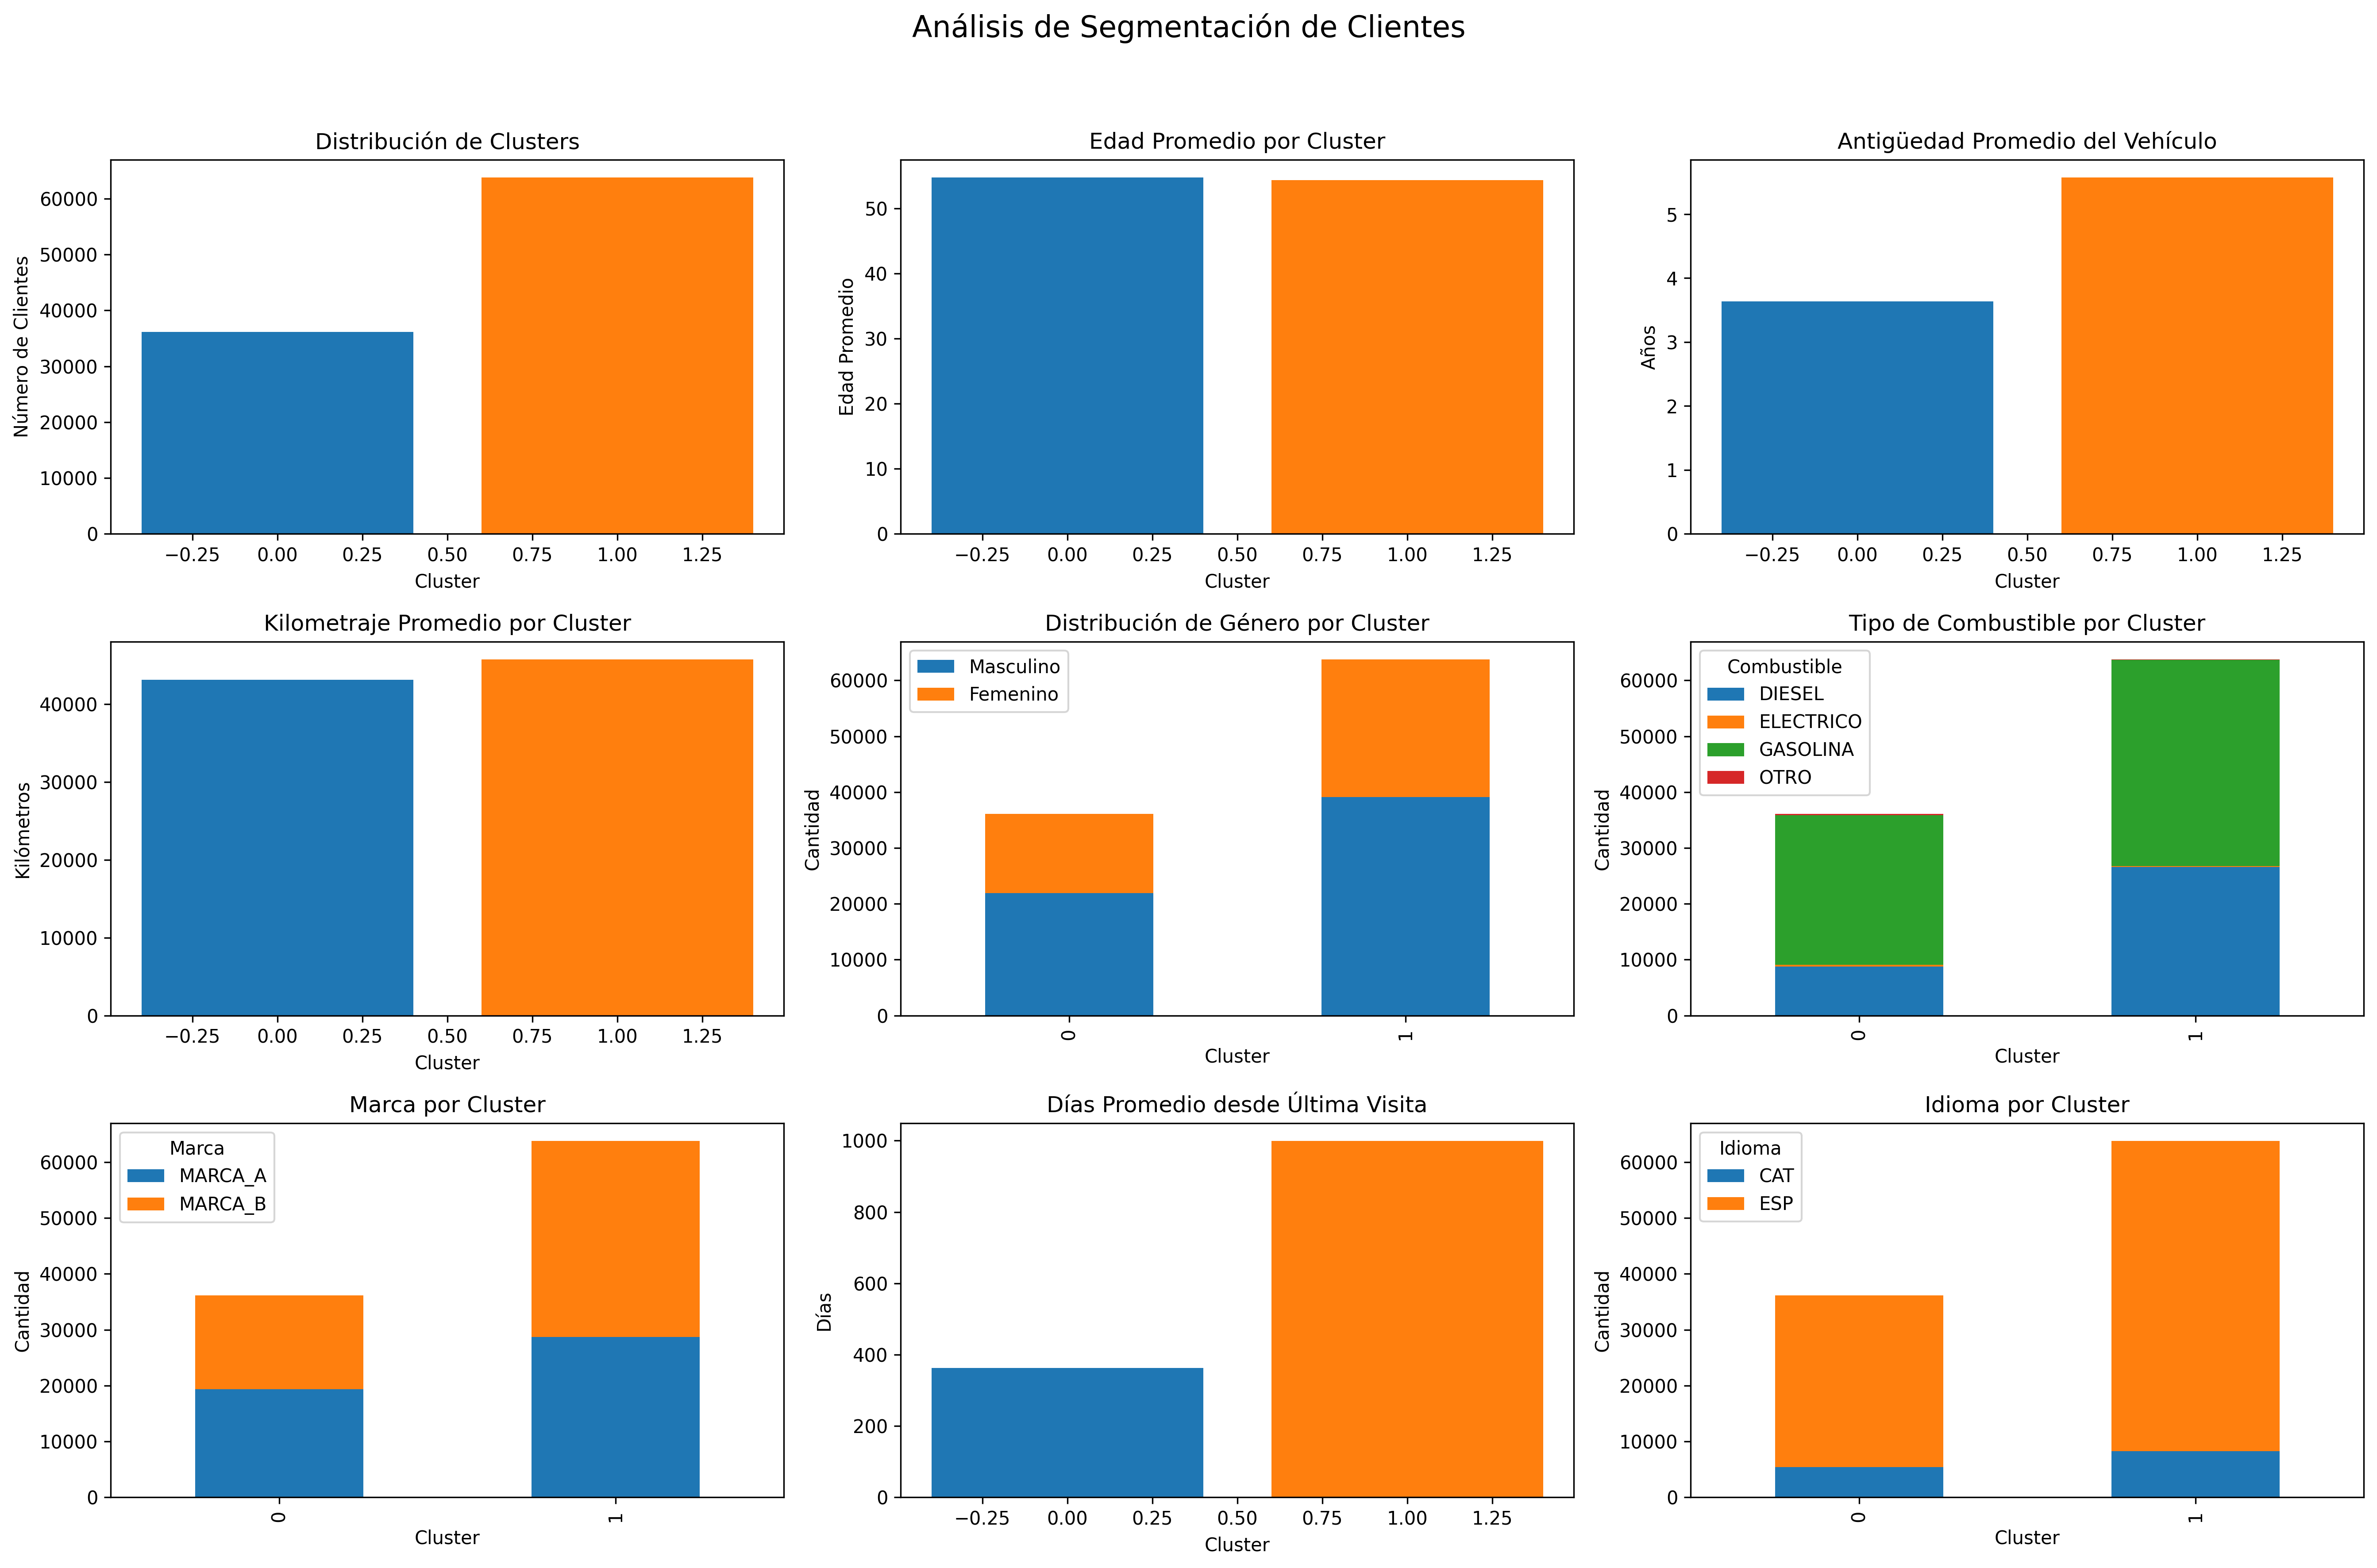 Análisis de Segmentación de Clientes
Distribución de Clusters
Número de Clientes
60000
50000
40000
30000
20000
10000
0
−0.25 0.00 0.25 0.50 0.75 1.00 1.25
Cluster
Edad Promedio por Cluster
Edad Promedio
50
40
30
20
10
0
−0.25 0.00 0.25 0.50 0.75 1.00 1.25
Cluster
Antigüedad Promedio del Vehículo
Años
5
4
3
2
1
0
−0.25 0.00 0.25 0.50 0.75 1.00 1.25
Cluster
Kilometraje Promedio por Cluster
Kilómetros
40000
30000
20000
10000
0
−0.25 0.00 0.25 0.50 0.75 1.00 1.25
Cluster
Distribución de Género por Cluster
Masculino
Femenino
Cantidad
60000
50000
40000
30000
20000
10000
0
0 1
Cluster
Tipo de Combustible por Cluster
Combustible
DIESEL
ELECTRICO
GASOLINA
OTRO
Cantidad
60000
50000
40000
30000
20000
10000
0
0 1
Cluster
Marca por Cluster
Marca
MARCA_A
MARCA_B
Cantidad
60000
50000
40000
30000
20000
10000
0
0 1
Cluster
Días Promedio desde Última Visita
Días
1000
800
600
400
200
0
−0.25 0.00 0.25 0.50 0.75 1.00 1.25
Cluster
Idioma por Cluster
Idioma
CAT
ESP
Cantidad
60000
50000
40000
30000
20000
10000
0
0 1
Cluster